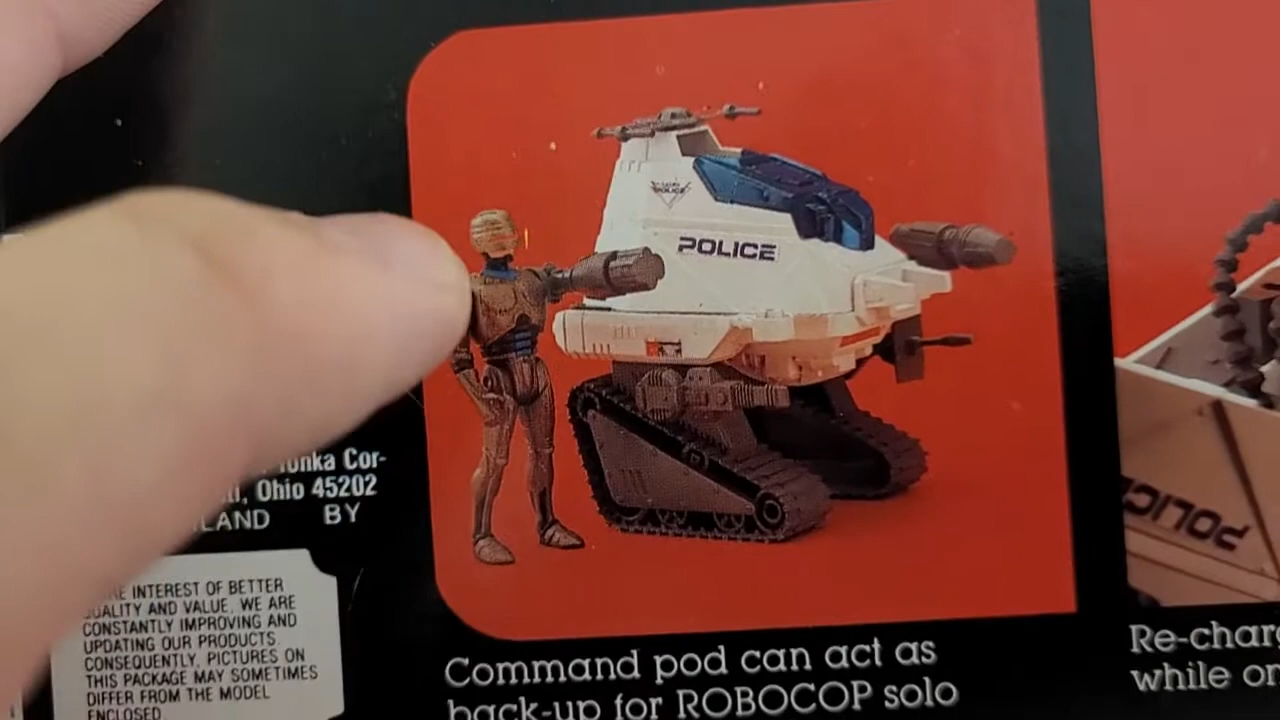 POLICE
POLICE
Tonka Cor-
Ohio 45202
BY
INTEREST OF BETTER
QUALITY AND VALUE, WE ARE
CONSTANTLY IMPROVING AND
UPDATING OUR PRODUCTS.
CONSEQUENTLY, PICTURES ON
THIS PACKAGE MAY SOMETIMES
DIFFER FROM THE MODEL
ENCLOSED
Command pod can act as
back-up for ROBOCOP solo
POLICE
Re-charg
while on